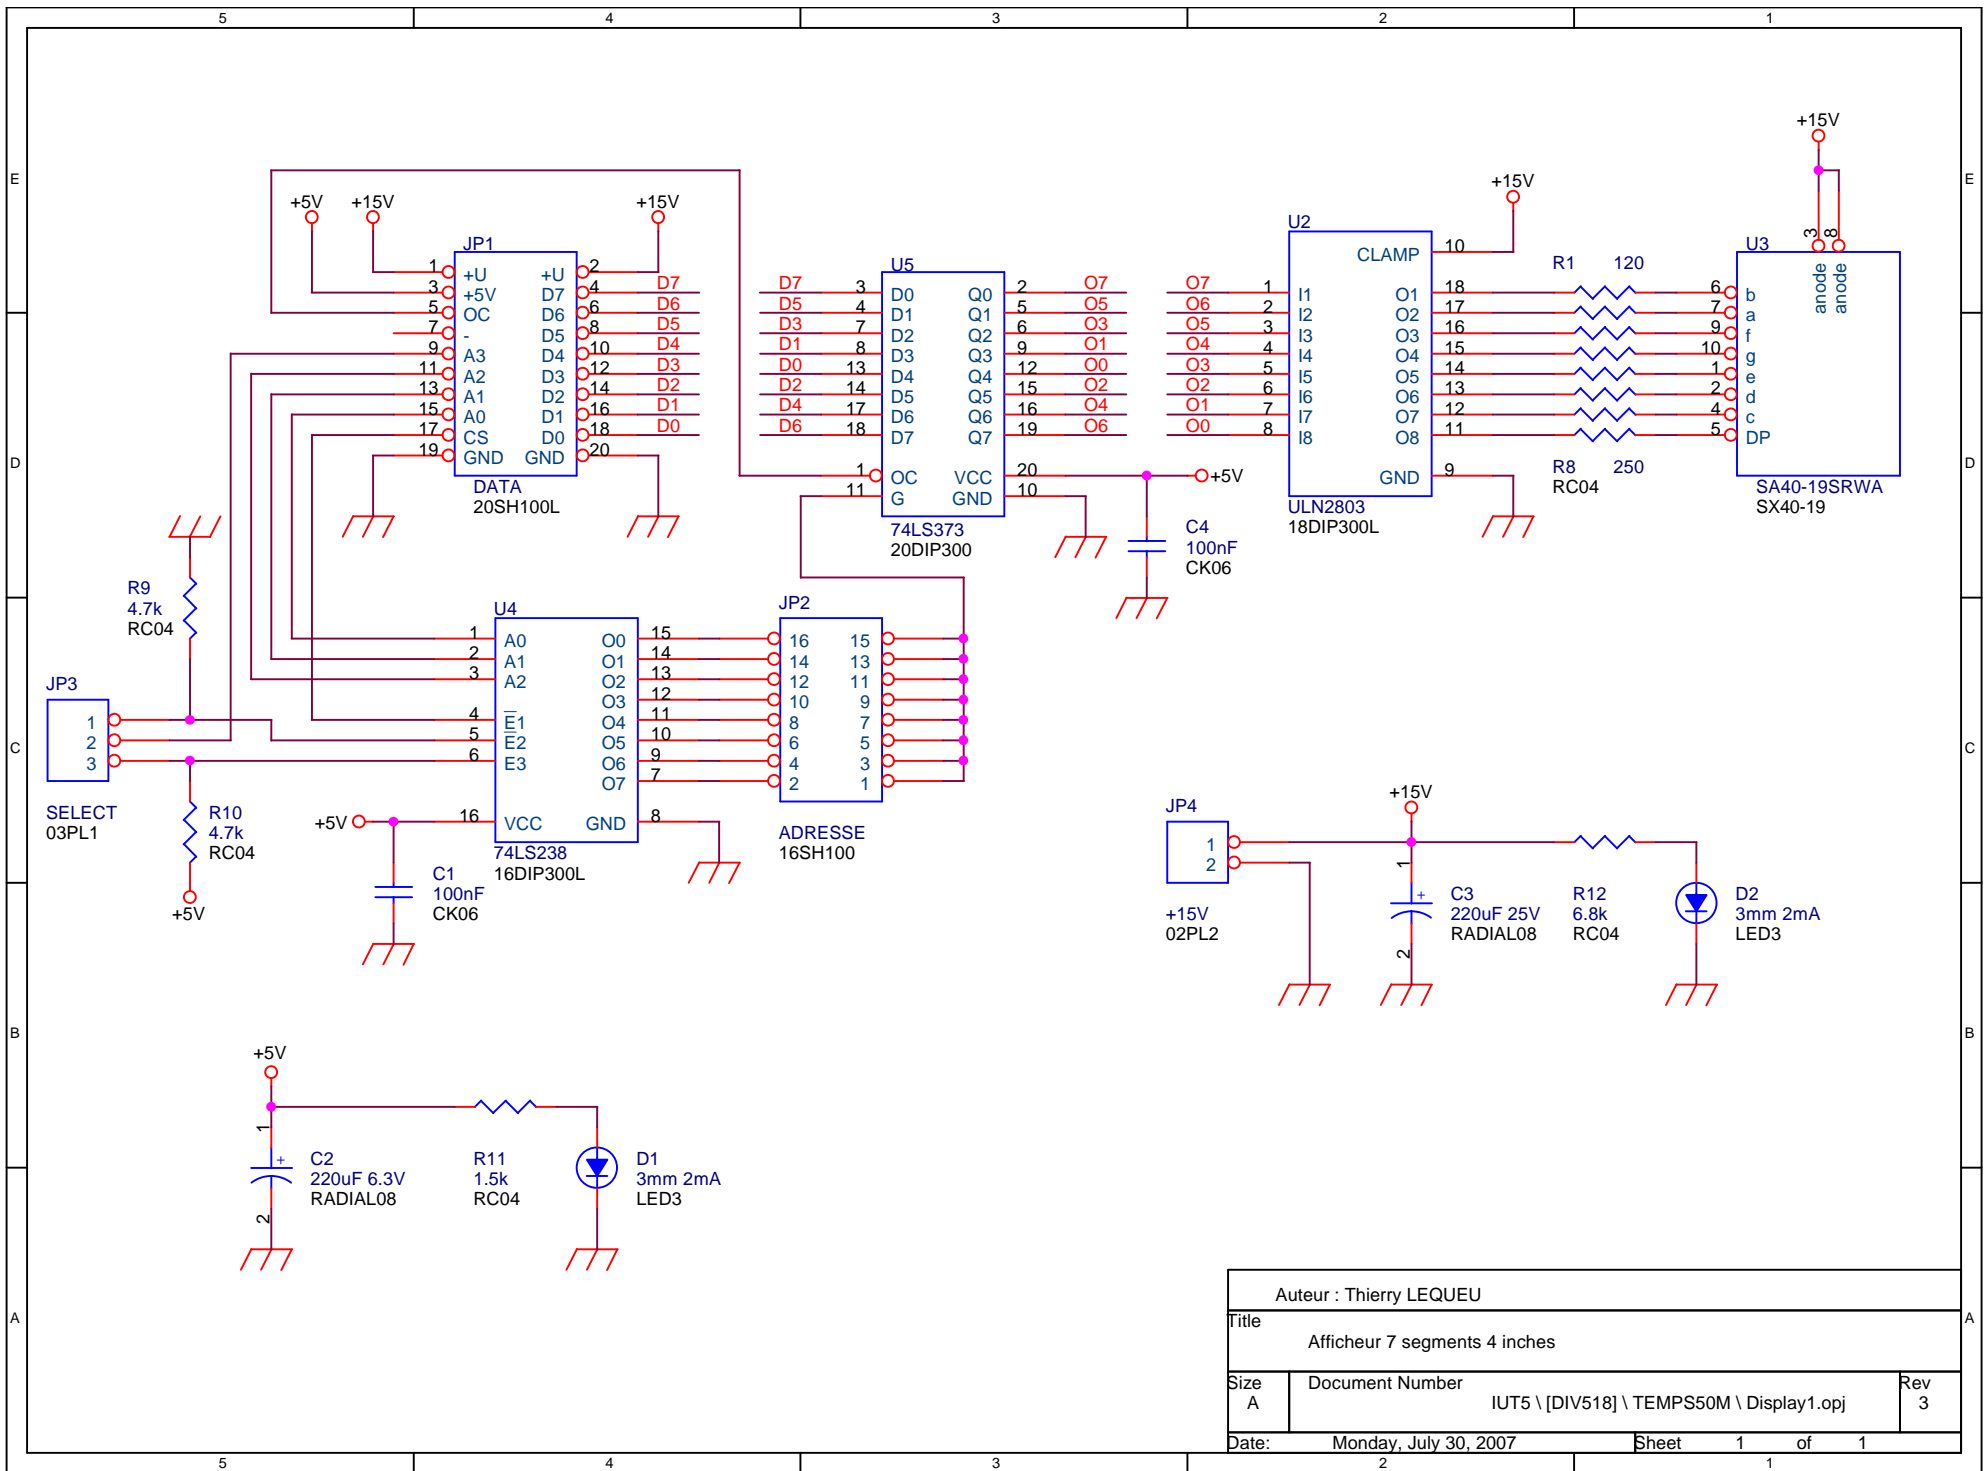 5 4 3 2 1
E
D
C
B
A
E
D
C
B
A
+5V
+15V
+15V
JP1
1 +U
3 +5V
5 OC
7 -
9 A3
11 A2
13 A1
15 A0
17 CS
19 GND
+U 2
D7 4 D7
D6 6 D6
D5 8 D5
D4 10 D4
D3 12 D3
D2 14 D2
D1 16 D1
D0 18 D0
GND 20
DATA
20SH100L
U5
D7 3 D0 Q0 2 O7
D5 4 D1 Q1 5 O5
D3 7 D2 Q2 6 O3
D1 8 D3 Q3 9 O1
D0 13 D4 Q4 12 O0
D2 14 D5 Q5 15 O2
D4 17 D6 Q6 16 O4
D6 18 D7 Q7 19 O6
1 OC VCC 20 +5V
11 G GND 10
74LS373
20DIP300
C4
100nF
CK06
U2
+15V
CLAMP 10
O7 1 I1 O1 18
O6 2 I2 O2 17
O5 3 I3 O3 16
O4 4 I4 O4 15
O3 5 I5 O5 14
O2 6 I6 O6 13
O1 7 I7 O7 12
O0 8 I8 O8 11
GND 9
ULN2803
18DIP300L
R1 120
R8 250
RC04
+15V
U3
3 anode
8 anode
6 b
7 a
9 f
10 g
1 e
2 d
4 c
5 DP
SA40-19SRWA
SX40-19
R9
4.7k
RC04
JP3
1
2
3
SELECT
03PL1
R10
4.7k
RC04
+5V
U4
1 A0 O0 15
2 A1 O1 14
3 A2 O2 13
O3 12
4 E1 O4 11
5 E2 O5 10
6 E3 O6 9
O7 7
+5V 16 VCC GND 8
74LS238
16DIP300L
C1
100nF
CK06
JP2
16 15
14 13
12 11
10 9
8 7
6 5
4 3
2 1
ADRESSE
16SH100
JP4
1
2
+15V
02PL2
+15V
1
+
2
C3
220uF 25V
RADIAL08
R12
6.8k
RC04
D2
3mm 2mA
LED3
+5V
1
+
2
C2
220uF 6.3V
RADIAL08
R11
1.5k
RC04
D1
3mm 2mA
LED3
Auteur : Thierry LEQUEU
Title
Afficheur 7 segments 4 inches
Size Document Number Rev
A IUT5 \ [DIV518] \ TEMPS50M \ Display1.opj 3
Date: Monday, July 30, 2007 Sheet 1 of 1
5 4 3 2 1